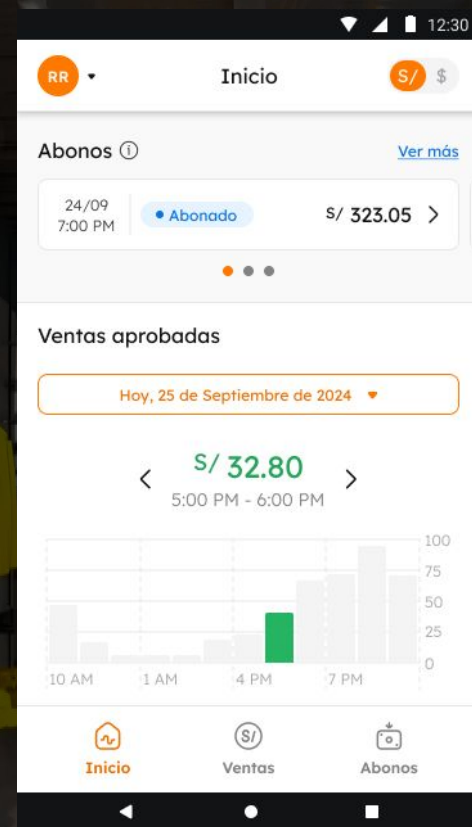 12:30
RR
Inicio
S/ $
Abonos
Ver más
24/09
7:00 PM
Abonado
S/ 323.05
Ventas aprobadas
Hoy, 25 de Septiembre de 2024
S/ 32.80
5:00 PM - 6:00 PM
100
75
50
25
0
10 AM 1 AM 4 PM 7 PM
S/
Inicio Ventas Abonos